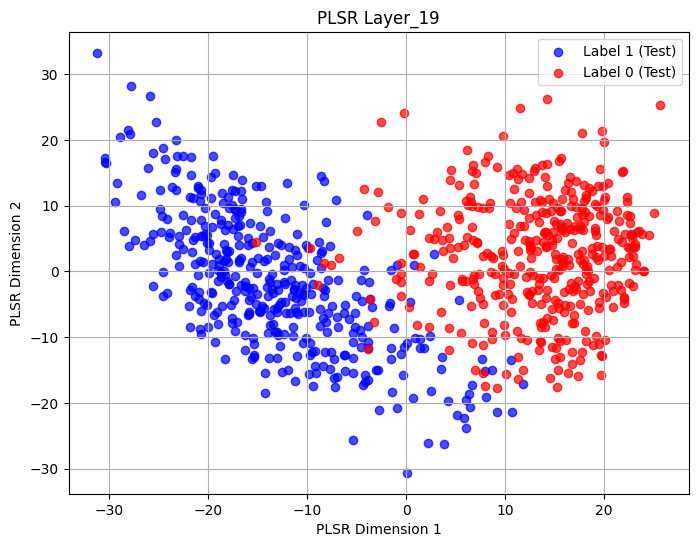 PLSR Layer_19
Label 1 (Test)
Label 0 (Test)
PLSR Dimension 2
30
20
10
0
−10
−20
−30
−30
−20
−10
0
10
20
PLSR Dimension 1